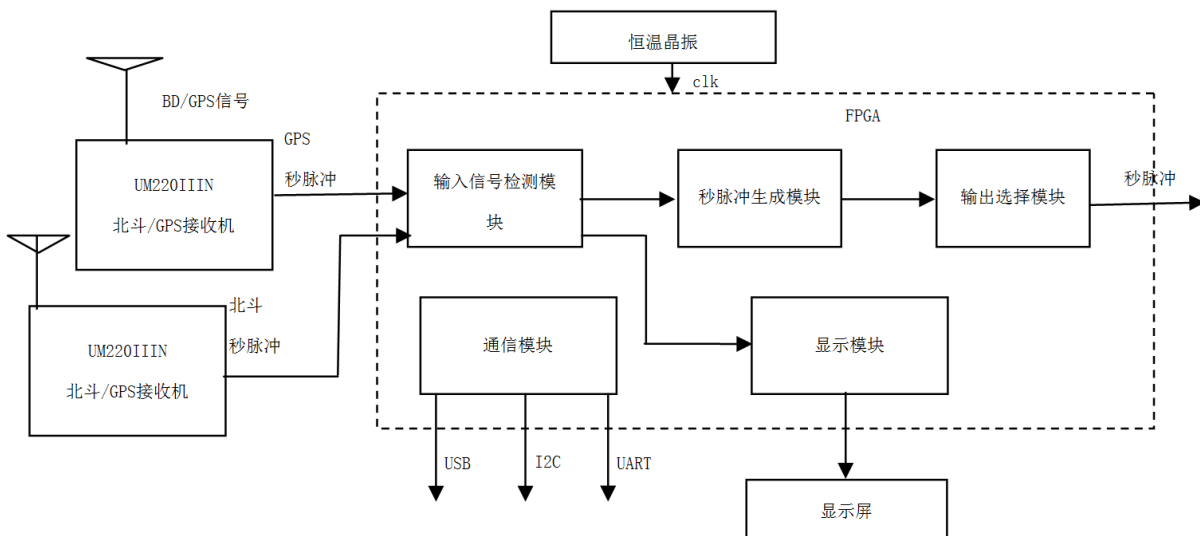 恒温晶振
clk
BD/GPS信号
FPGA
GPS
秒脉冲
UM220IIIN
北斗/GPS接收机
输入信号检测模
块
秒脉冲生成模块
输出选择模块
秒脉冲
北斗
秒脉冲
UM220IIIN
北斗/GPS接收机
通信模块
显示模块
USB
I2C
UART
显示屏